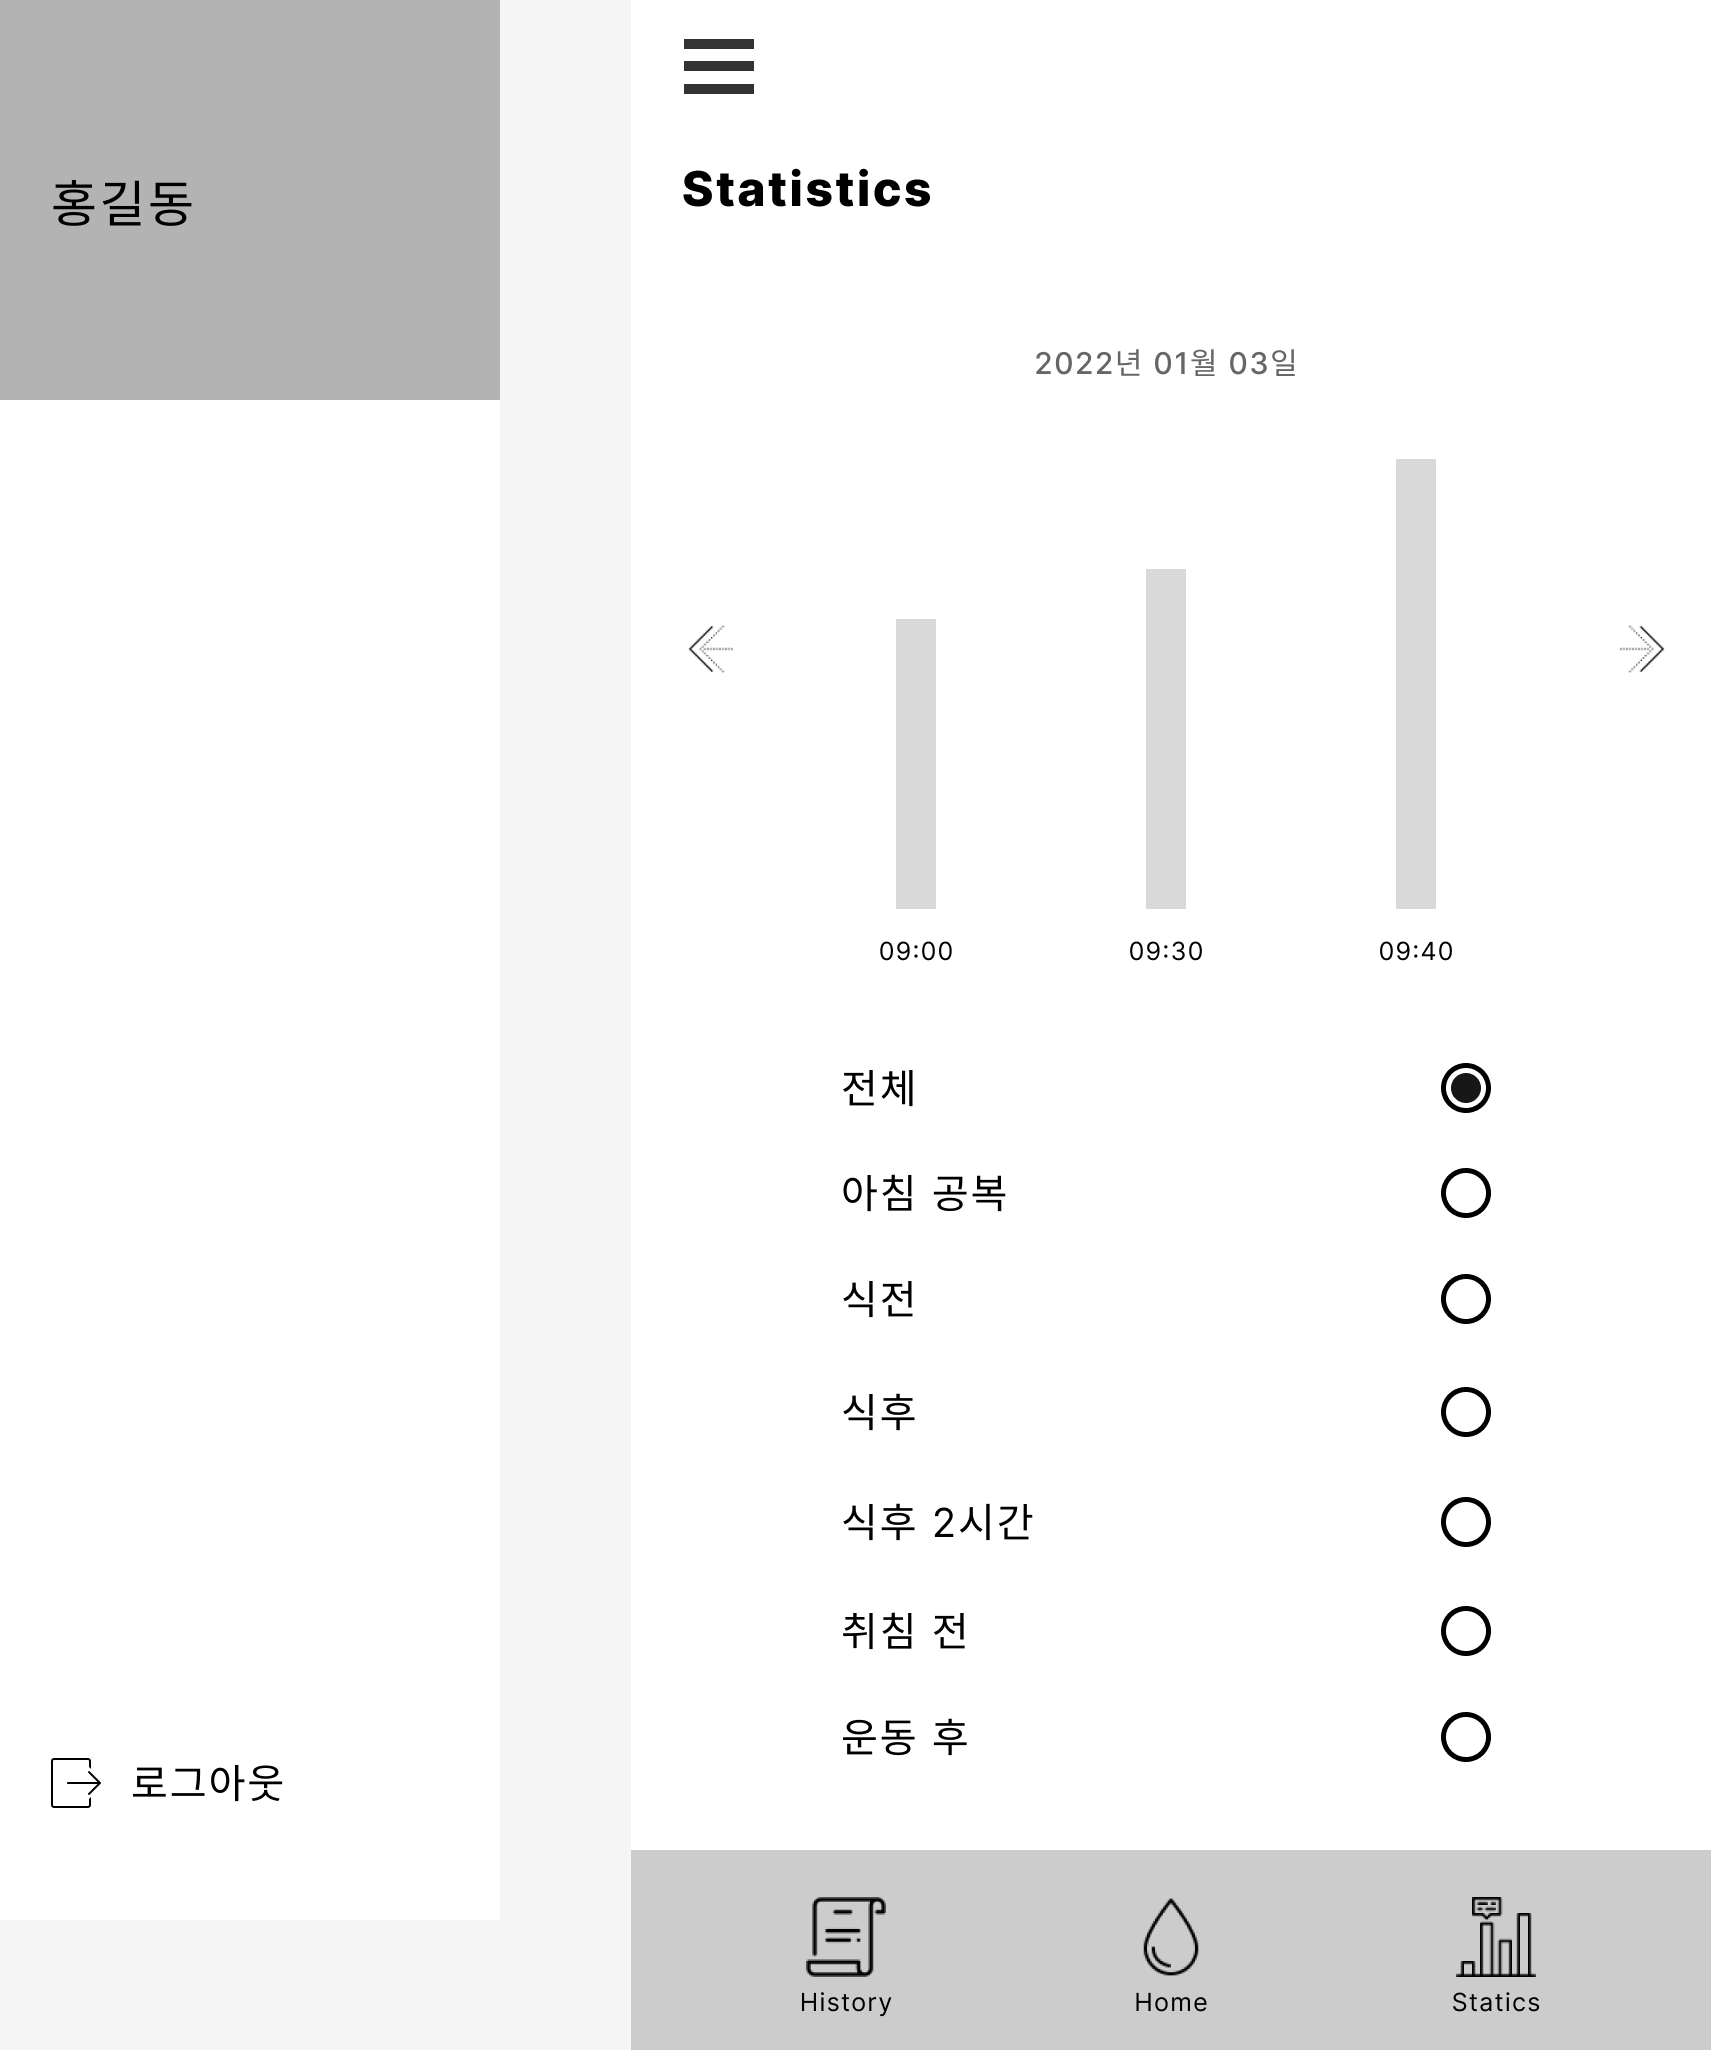 홍길동
로그아웃
Statistics
2022년 01월 03일
09:00 09:30 09:40
전체
아침 공복
식전
식후
식후 2시간
취침 전
운동 후
History Home Statics